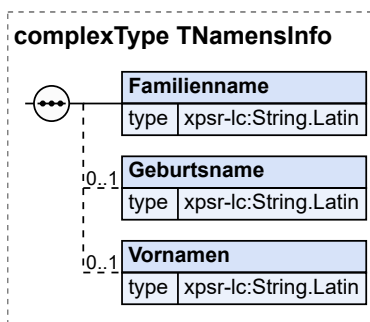 complexType TNamensInfo
Familienname
type xpsr-lc:String.Latin
0..1 Geburtsname
type xpsr-lc:String.Latin
0..1 Vornamen
type xpsr-lc:String.Latin